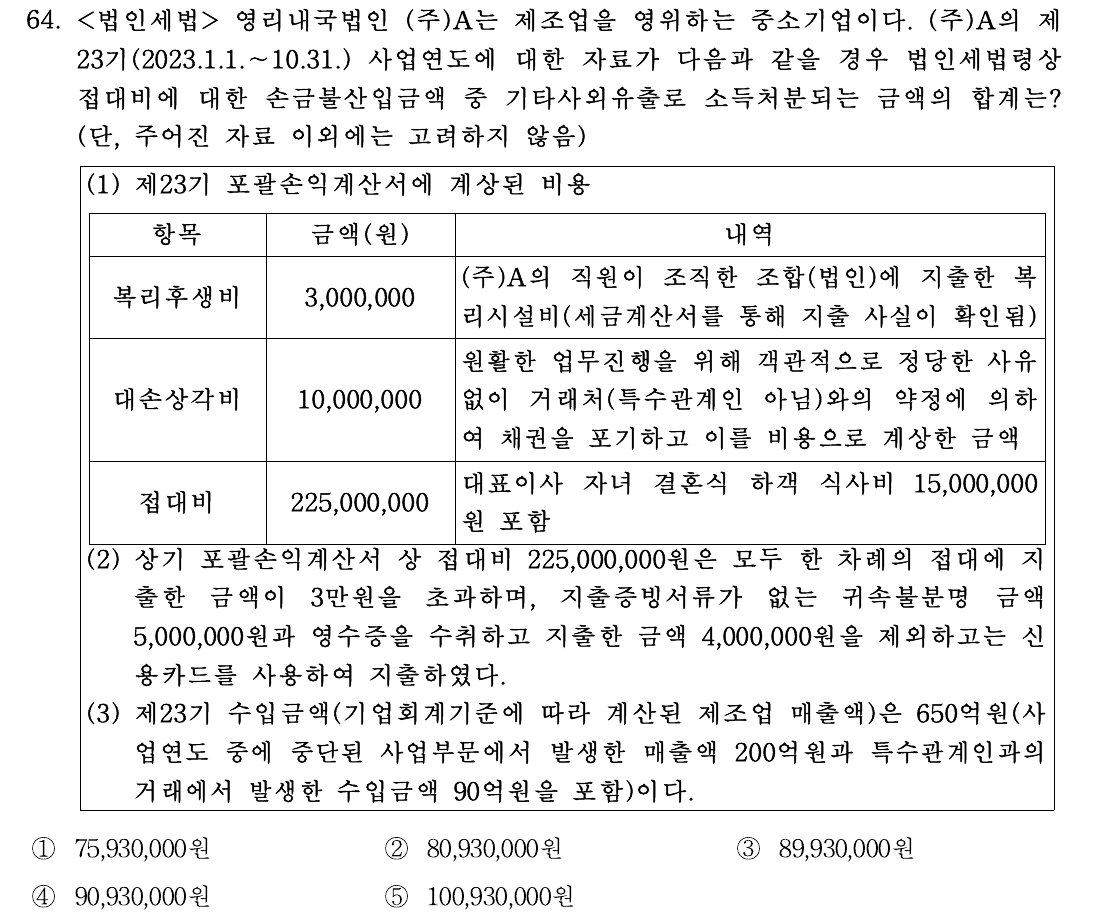 64. <법인세법> 영리내국법인 (주)A는 제조업을 영위하는 중소기업이다. (주)A의 제
23기(2023.1.1.～10.31.) 사업연도에 대한 자료가 다음과 같을 경우 법인세법령상
접대비에 대한 손금불산입금액 중 기타사외유출로 소득처분되는 금액의 합계는?
(단, 주어진 자료 이외에는 고려하지 않음)
(1) 제23기 포괄손익계산서에 계상된 비용
항목 금액(원) 내역
복리후생비 3,000,000 (주)A의 직원이 조직한 조합(법인)에 지출한 복
리시설비(세금계산서를 통해 지출 사실이 확인됨)
대손상각비 10,000,000 원활한 업무진행을 위해 객관적으로 정당한 사유
없이 거래처(특수관계인 아님)와의 약정에 의하
여 채권을 포기하고 이를 비용으로 계상한 금액
접대비 225,000,000 대표이사 자녀 결혼식 하객 식사비 15,000,000
원 포함
(2) 상기 포괄손익계산서 상 접대비 225,000,000원은 모두 한 차례의 접대에 지
출한 금액이 3만원을 초과하며, 지출증빙서류가 없는 귀속불분명 금액
5,000,000원과 영수증을 수취하고 지출한 금액 4,000,000원을 제외하고는 신
용카드를 사용하여 지출하였다.
(3) 제23기 수입금액(기업회계기준에 따라 계산된 제조업 매출액)은 650억원(사
업연도 중에 중단된 사업부문에서 발생한 매출액 200억원과 특수관계인과의
거래에서 발생한 수입금액 90억원을 포함)이다.
① 75,930,000원 ② 80,930,000원 ③ 89,930,000원
④ 90,930,000원 ⑤ 100,930,000원